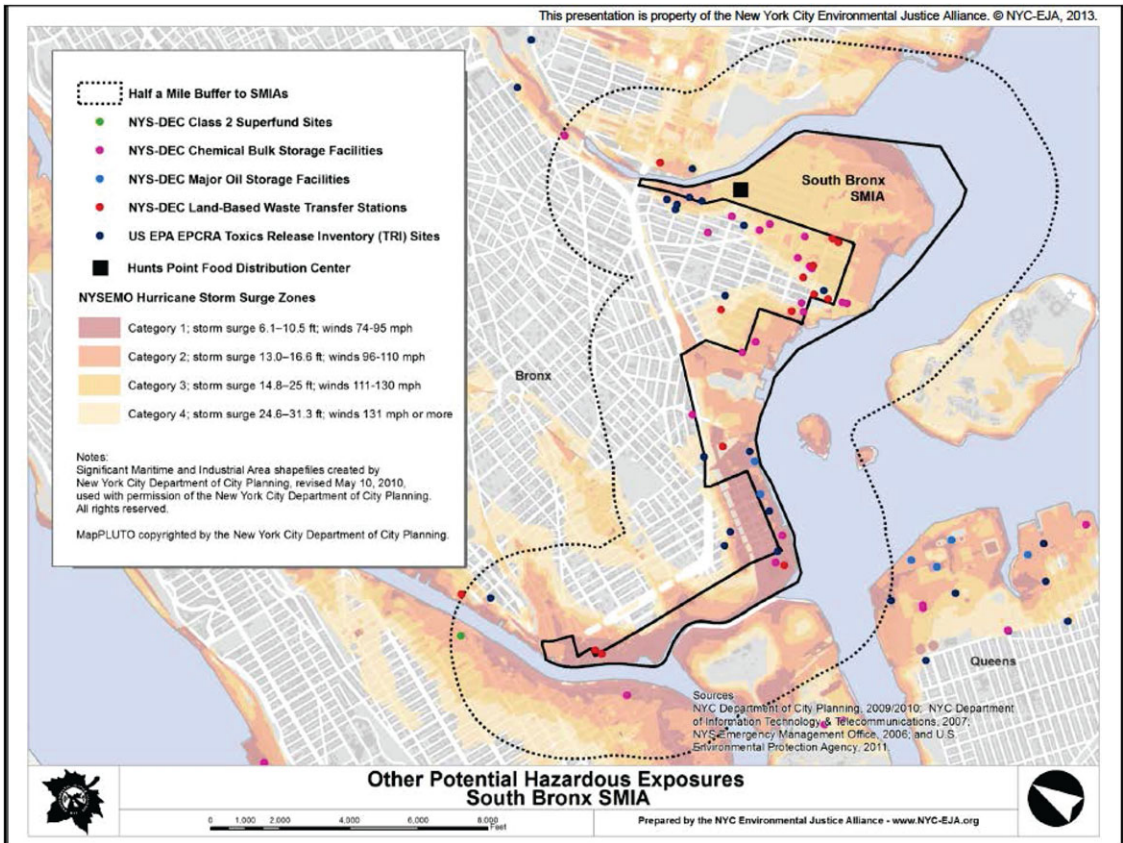 This presentation is property of the New York City Environmental Justice Alliance. © NYC-EJA, 2013.
Half a Mile Buffer to SMIAs
NYS-DEC Class 2 Superfund Sites
NYS-DEC Chemical Bulk Storage Facilities
NYS-DEC Major Oil Storage Facilities
NYS-DEC Land-Based Waste Transfer Stations
US EPA EPCRA Toxics Release Inventory (TRI) Sites
Hunts Point Food Distribution Center
NYSEMO Hurricane Storm Surge Zones
Category 1; storm surge 6.1–10.5 ft; winds 74-95 mph
Category 2; storm surge 13.0–16.6 ft; winds 96-110 mph
Category 3; storm surge 14.8–25 ft; winds 111-130 mph
Category 4; storm surge 24.6–31.3 ft; winds 131 mph or more
Notes:
Significant Maritime and Industrial Area shapefiles created by
New York City Department of City Planning, revised May 10, 2010,
used with permission of the New York City Department of City Planning.
All rights reserved.
MapPLUTO copyrighted by the New York City Department of City Planning.
South Bronx
SMIA
Bronx
Queens
Sources
NYC Department of City Planning, 2009/2010; NYC Department
of Information Technology & Telecommunications, 2007;
NYS Emergency Management Office, 2006; and U.S.
Environmental Protection Agency, 2011.
Other Potential Hazardous Exposures
South Bronx SMIA
0 1,000 2,000 4,000 6,000 8,000
Feet
Prepared by the NYC Environmental Justice Alliance - www.NYC-EJA.org